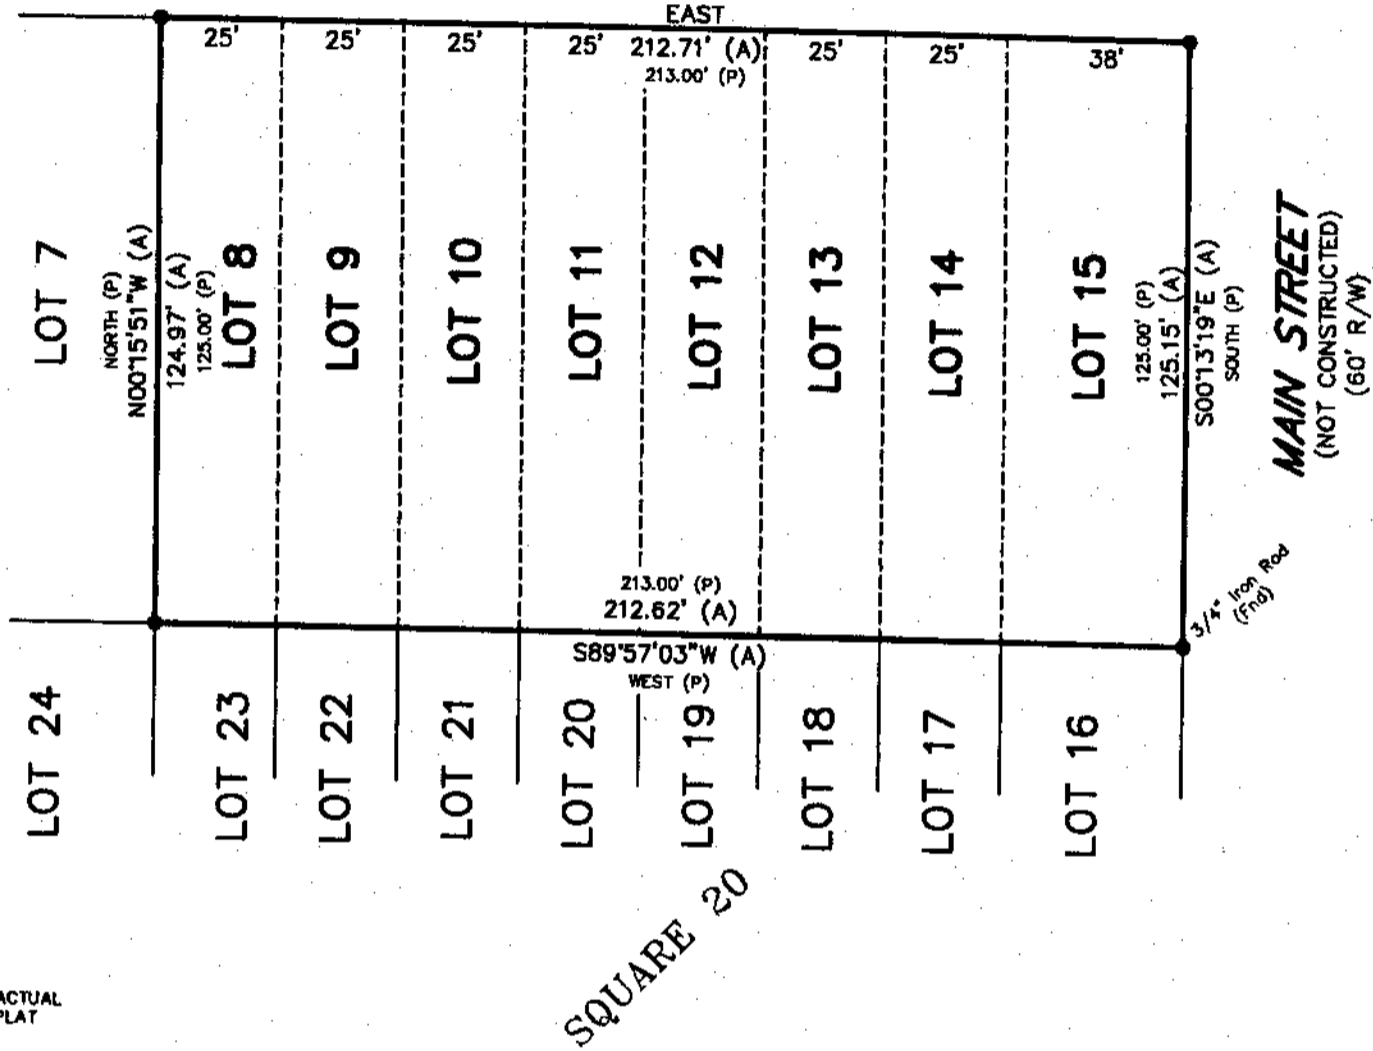 EAST
25'
25'
25'
25'
212.71' (A)
213.00' (P)
25'
25'
38'
LOT 7
NORTH (P)
N00°15'51"W (A)
124.97' (A)
125.00' (P)
LOT 8
LOT 9
LOT 10
LOT 11
LOT 12
LOT 13
LOT 14
LOT 15
125.00' (P)
125.15' (A)
S00°13'19"E (A)
SOUTH (P)
MAIN STREET
(NOT CONSTRUCTED)
(60' R/W)
3/4" Iron Rod
(Fnd)
213.00' (P)
212.62' (A)
S89°57'03"W (A)
WEST (P)
LOT 24
LOT 23
LOT 22
LOT 21
LOT 20
LOT 19
LOT 18
LOT 17
LOT 16
SQUARE 20
ACTUAL
PLAT